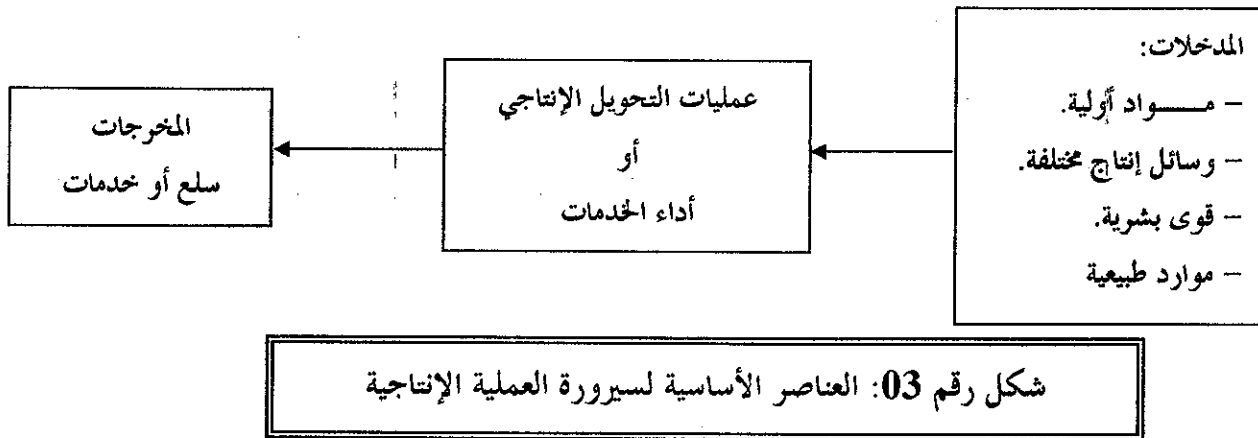 المدخلات:
– مـــــواد أولية.
– وسائل إنتاج مختلفة.
– قوى بشرية.
– موارد طبيعية
عمليات التحويل الإنتاجي
أو
أداء الخدمات
المخرجات
سلع أو خدمات
شكل رقم 03: العناصر الأساسية لسيرورة العملية الإنتاجية